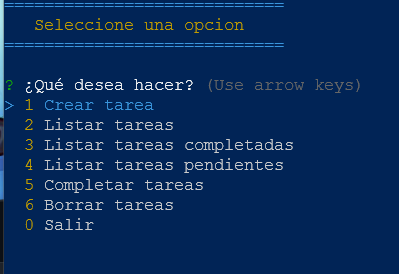 ============================
Seleccione una opcion
============================
? ¿Qué desea hacer? (Use arrow keys)
> 1 Crear tarea
2 Listar tareas
3 Listar tareas completadas
4 Listar tareas pendientes
5 Completar tareas
6 Borrar tareas
0 Salir